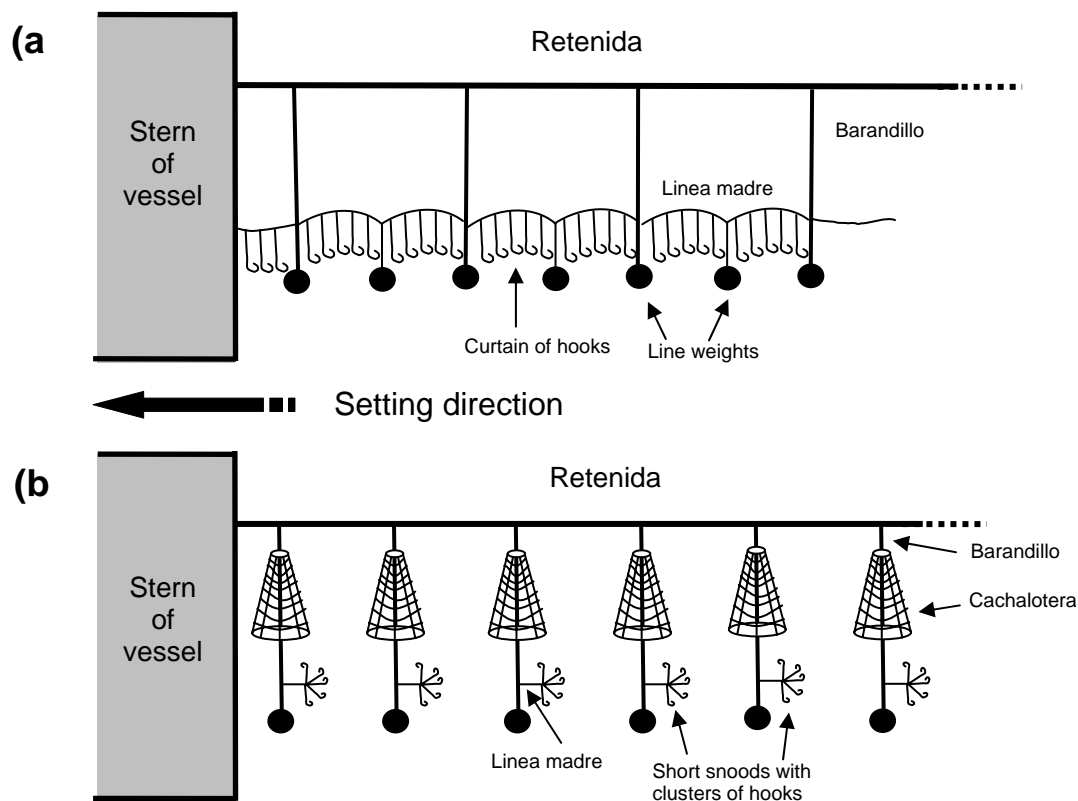 (a
Retenida
Stern
of
vessel
Barandillo
Linea madre
Curtain of hooks
Line weights
Setting direction
(b
Retenida
Stern
of
vessel
Barandillo
Cachalotera
Linea madre
Short snoods with
clusters of hooks